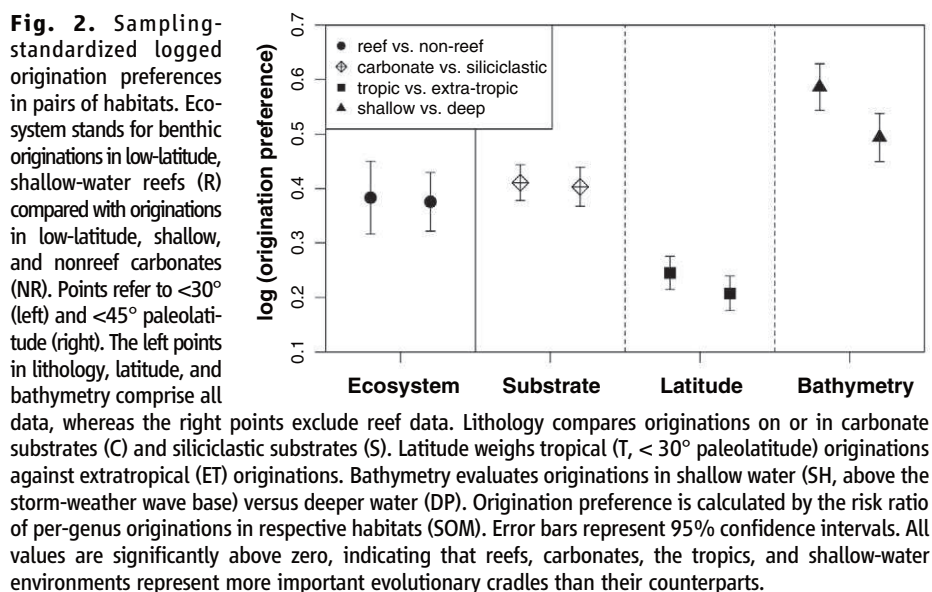 Fig. 2. Sampling-
standardized logged
origination preferences
in pairs of habitats. Eco-
system stands for benthic
originations in low-latitude,
shallow-water reefs (R)
compared with originations
in low-latitude, shallow,
and nonreef carbonates
(NR). Points refer to <30°
(left) and <45° paleolati-
tude (right). The left points
in lithology, latitude, and
bathymetry comprise all
data, whereas the right points exclude reef data. Lithology compares originations on or in carbonate
substrates (C) and siliciclastic substrates (S). Latitude weighs tropical (T, < 30° paleolatitude) originations
against extratropical (ET) originations. Bathymetry evaluates originations in shallow water (SH, above the
storm-weather wave base) versus deeper water (DP). Origination preference is calculated by the risk ratio
of per-genus originations in respective habitats (SOM). Error bars represent 95% confidence intervals. All
values are significantly above zero, indicating that reefs, carbonates, the tropics, and shallow-water
environments represent more important evolutionary cradles than their counterparts.
log (origination preference)
0.7
0.6
0.5
0.4
0.3
0.2
0.1
reef vs. non-reef
carbonate vs. siliciclastic
tropic vs. extra-tropic
shallow vs. deep
Ecosystem Substrate Latitude Bathymetry